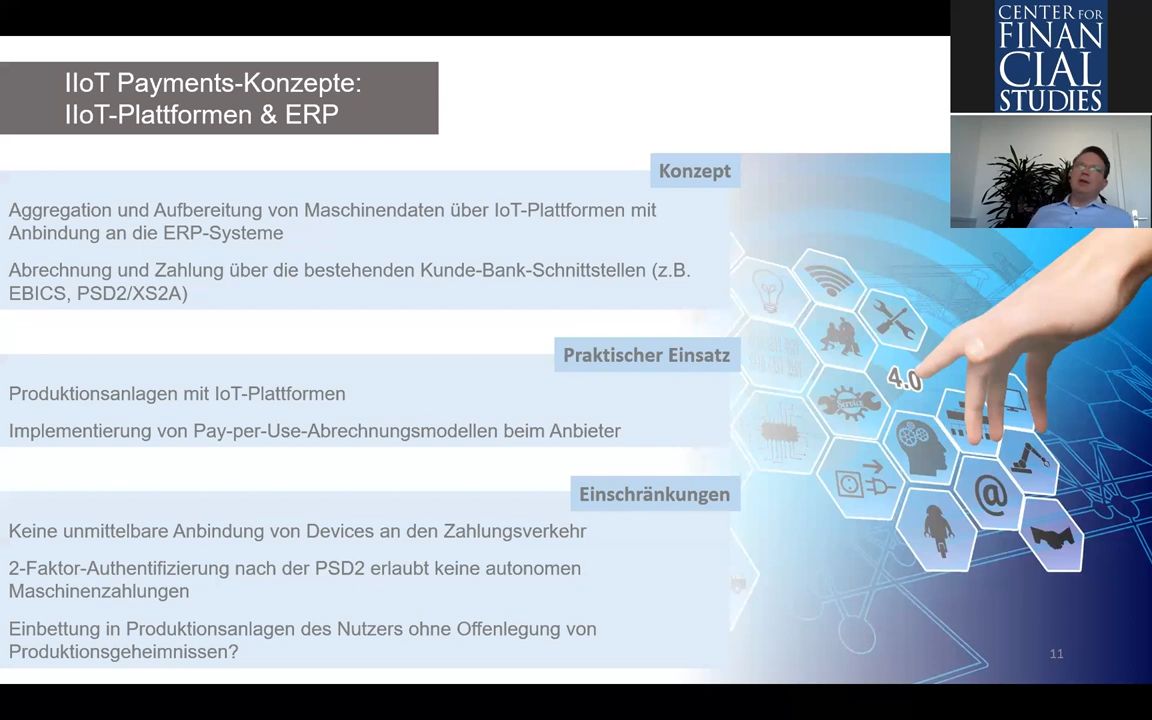 CENTER FOR
FINAN
CIAL
STUDIES
IIoT Payments-Konzepte:
IIoT-Plattformen & ERP
Konzept
Aggregation und Aufbereitung von Maschinendaten über IoT-Plattformen mit
Anbindung an die ERP-Systeme
Abrechnung und Zahlung über die bestehenden Kunde-Bank-Schnittstellen (z.B.
EBICS, PSD2/XS2A)
Praktischer Einsatz
Produktionsanlagen mit IoT-Plattformen
Implementierung von Pay-per-Use-Abrechnungsmodellen beim Anbieter
Einschränkungen
Keine unmittelbare Anbindung von Devices an den Zahlungsverkehr
2-Faktor-Authentifizierung nach der PSD2 erlaubt keine autonomen
Maschinenzahlungen
Einbettung in Produktionsanlagen des Nutzers ohne Offenlegung von
Produktionsgeheimnissen?
4.0
Service
@
11